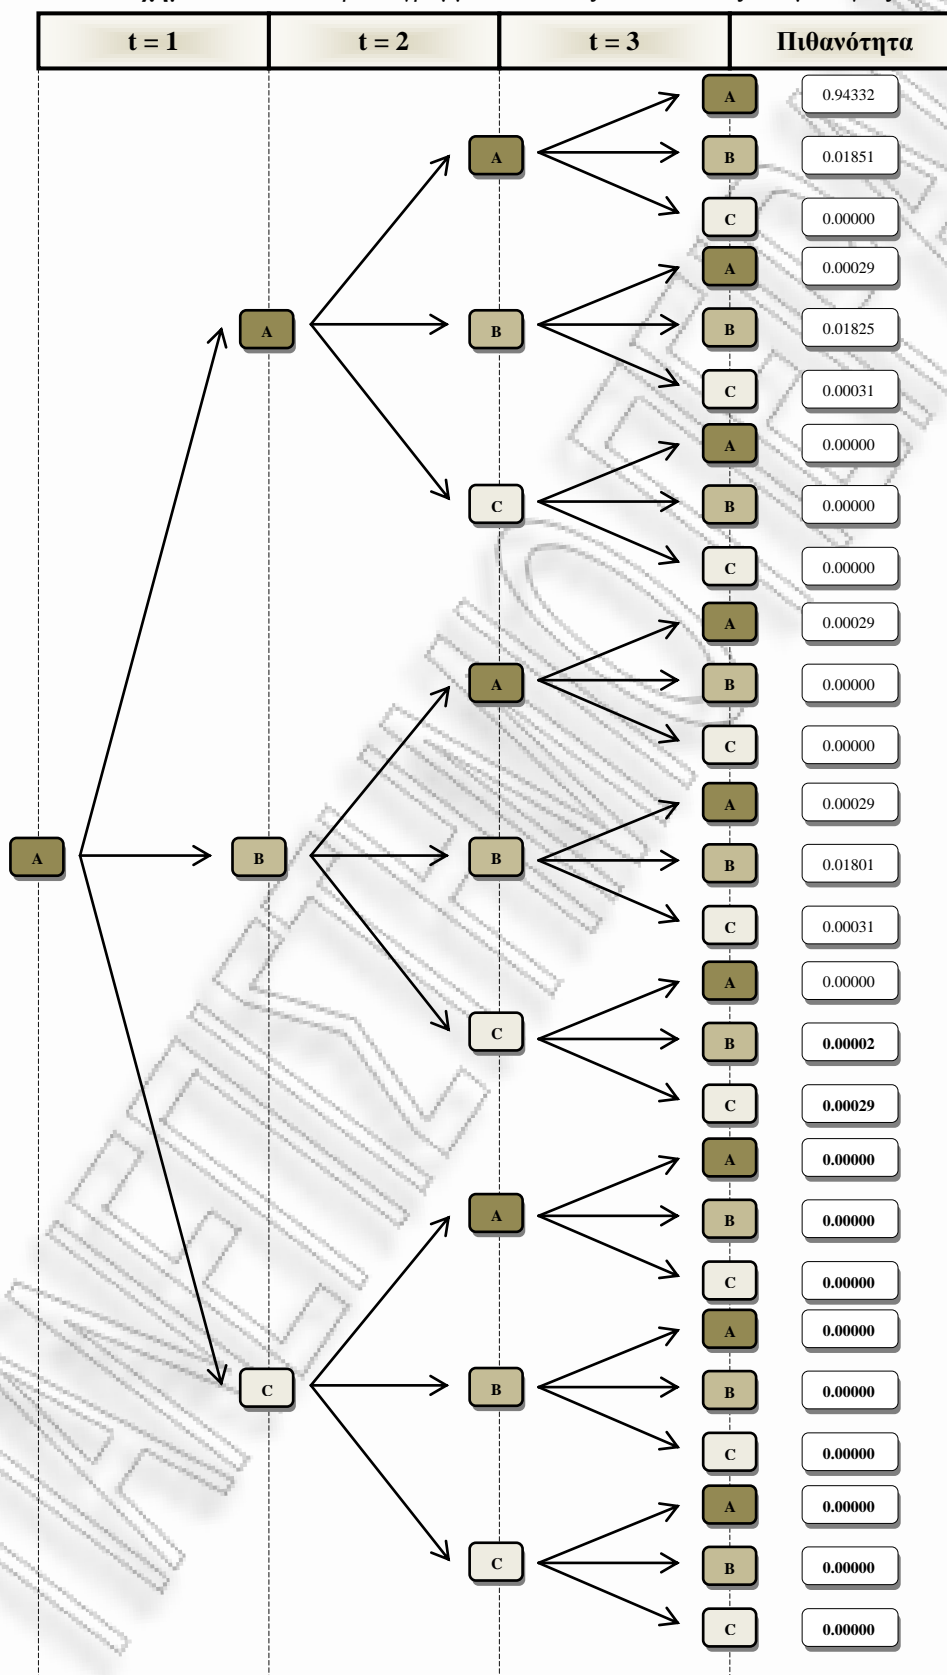 t = 1 t = 2 t = 3 Πιθανότητα
A 0.94332
A B 0.01851
C 0.00000
A 0.00029
A B B 0.01825
C 0.00031
A 0.00000
C B 0.00000
C 0.00000
A 0.00029
A B 0.00000
C 0.00000
A 0.00029
A B B B 0.01801
C 0.00031
A 0.00000
C B 0.00002
C 0.00029
A 0.00000
A B 0.00000
C 0.00000
A 0.00000
C B B 0.00000
C 0.00000
A 0.00000
C B 0.00000
C 0.00000